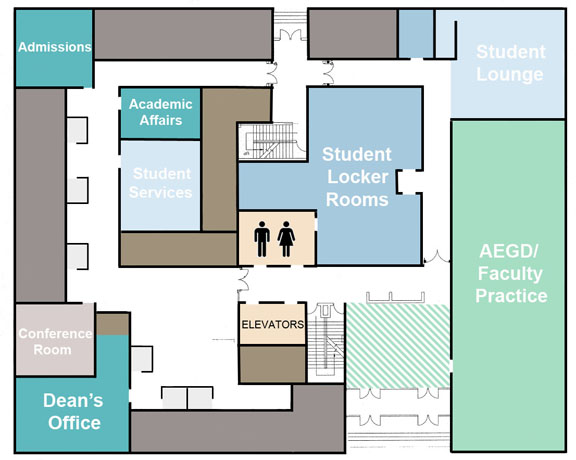 Admissions
Student
Lounge
Academic
Affairs
Student
Services
Student
Locker
Rooms
AEGD/
Faculty
Practice
ELEVATORS
Conference
Room
Dean's
Office